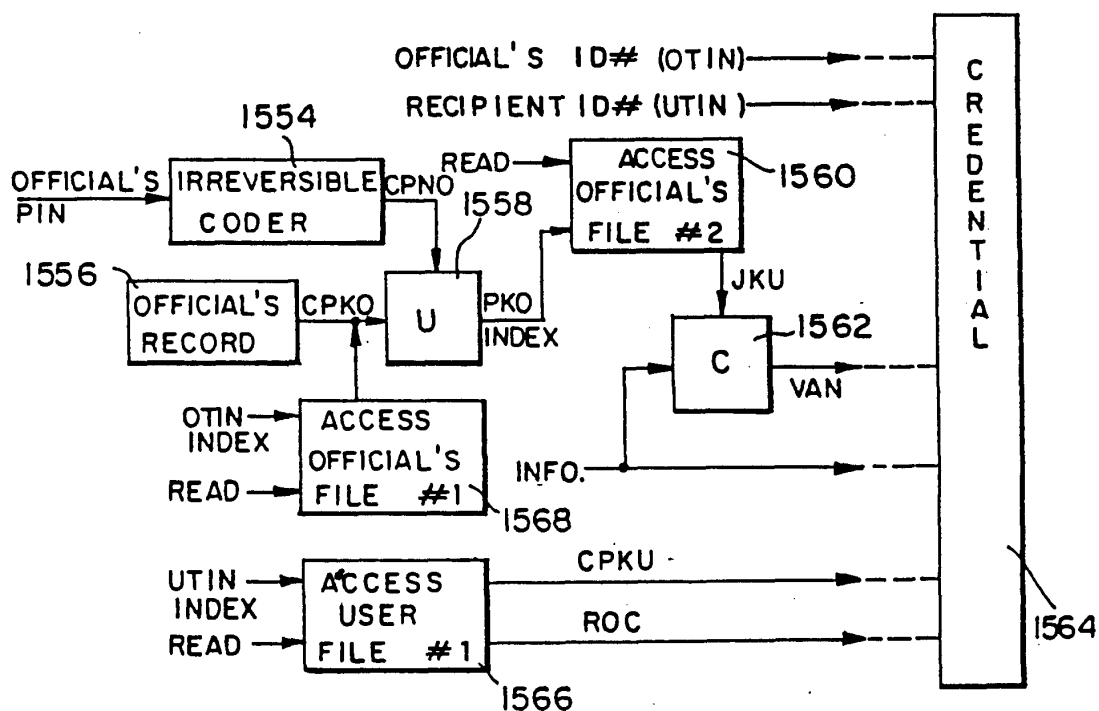 OFFICIAL'S ID# (OTIN)
RECIPIENT ID# (UTIN)
CREDENTIAL
1554
OFFICIAL'S
PIN
IRREVERSIBLE
CODER
CPNO
1558
READ
ACCESS
OFFICIAL'S
FILE #2
1560
1556
OFFICIAL'S
RECORD
CPKO
U
PKO
INDEX
JKU
C
1562
VAN
OTIN
INDEX
READ
ACCESS
OFFICIAL'S
FILE #1
1568
INFO.
UTIN
INDEX
READ
ACCESS
USER
FILE #1
1566
CPKU
ROC
1564